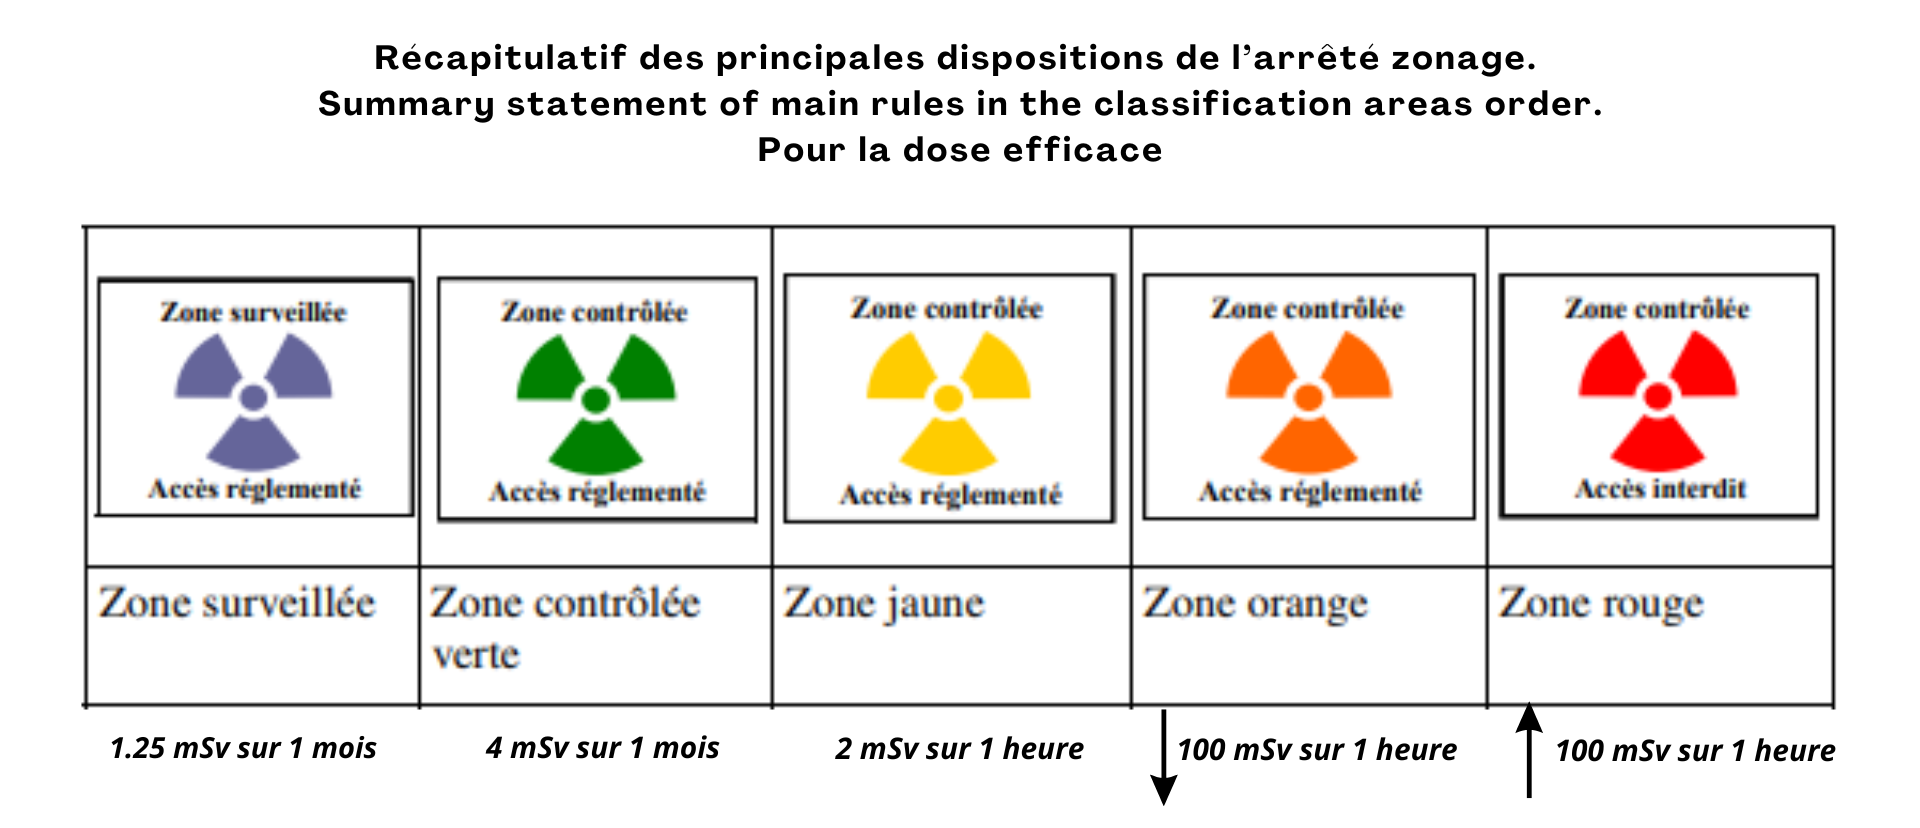 Récapitulatif des principales dispositions de l’arrêté zonage.
Summary statement of main rules in the classification areas order.
Pour la dose efficace
Zone surveillée
Accès réglementé
Zone contrôlée
Accès réglementé
Zone contrôlée
Accès réglementé
Zone contrôlée
Accès réglementé
Zone contrôlée
Accès interdit
Zone surveillée
Zone contrôlée
verte
Zone jaune
Zone orange
Zone rouge
1.25 mSv sur 1 mois
4 mSv sur 1 mois
2 mSv sur 1 heure
100 mSv sur 1 heure
100 mSv sur 1 heure